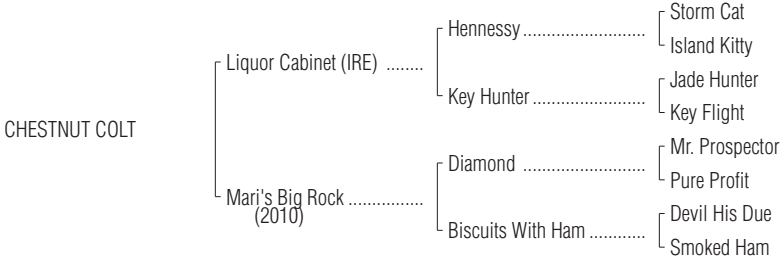 Storm Cat
Hennessy ..........................
Island Kitty
Liquor Cabinet (IRE) ........
Jade Hunter
Key Hunter ........................
Key Flight
CHESTNUT COLT
Mr. Prospector
Diamond ..........................
Pure Profit
Mari's Big Rock ................
(2010)
Devil His Due
Biscuits With Ham ............
Smoked Ham